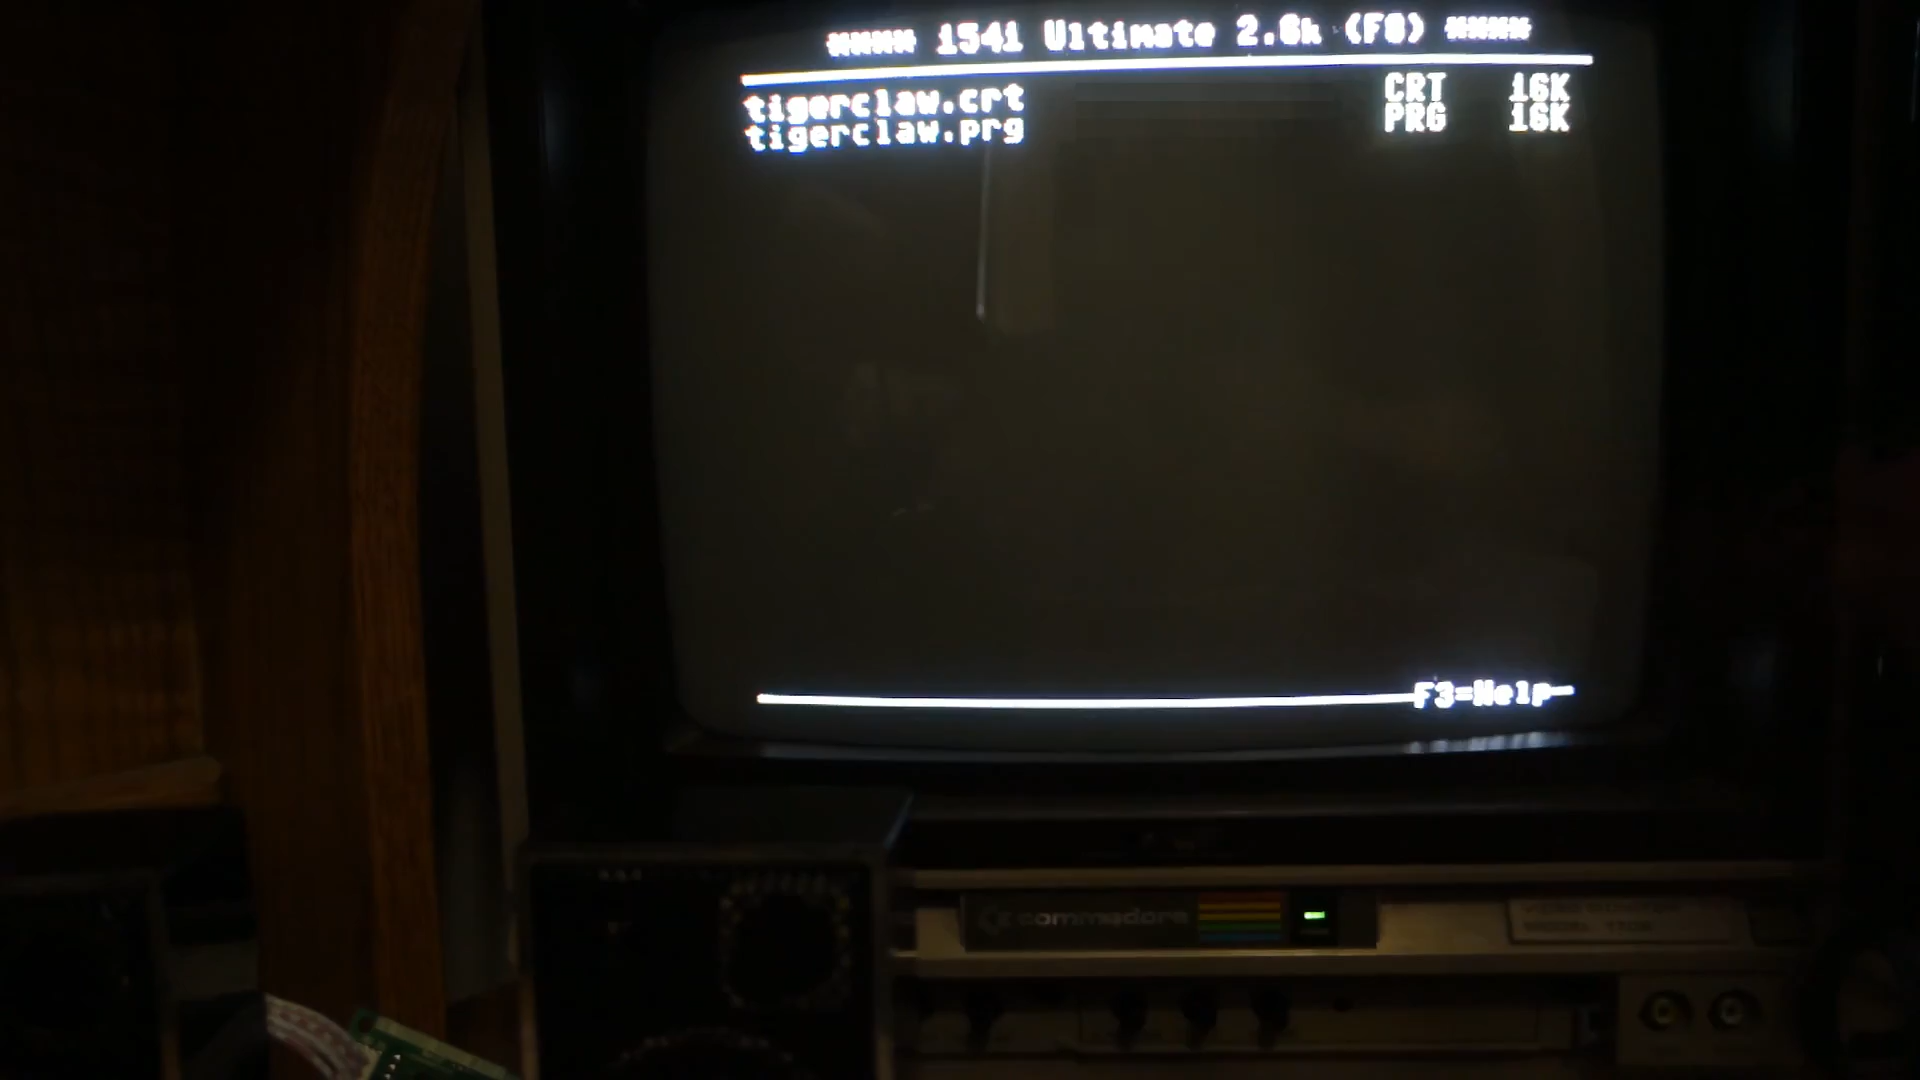 **** 1541 Ultimate 2.6k (F8) ****
tigerclaw.crt CRT 16K
tigerclaw.prg PRG 16K
F3=Help
commodore